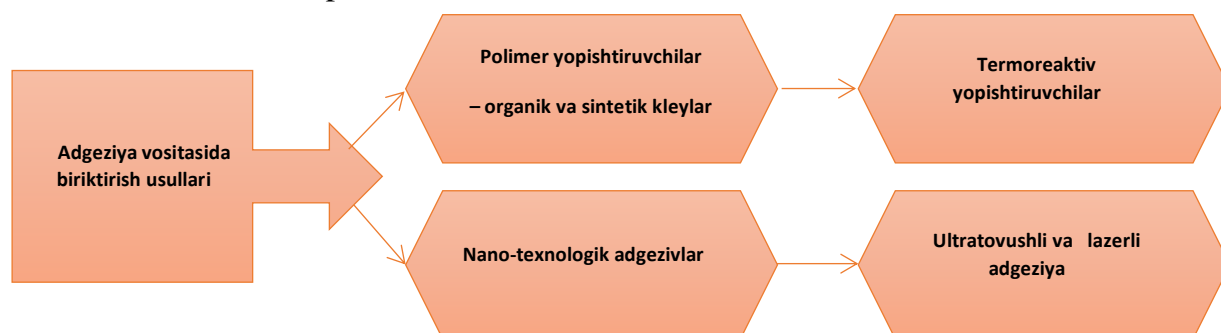 Adgeziya vositasida
biriktirish usullari
Polimer yopishtiruvchilar
– organik va sintetik kleylar
Termoreaktiv
yopishtiruvchilar
Nano-texnologik adgezivlar
Ultratovushli va lazerli
adgeziya